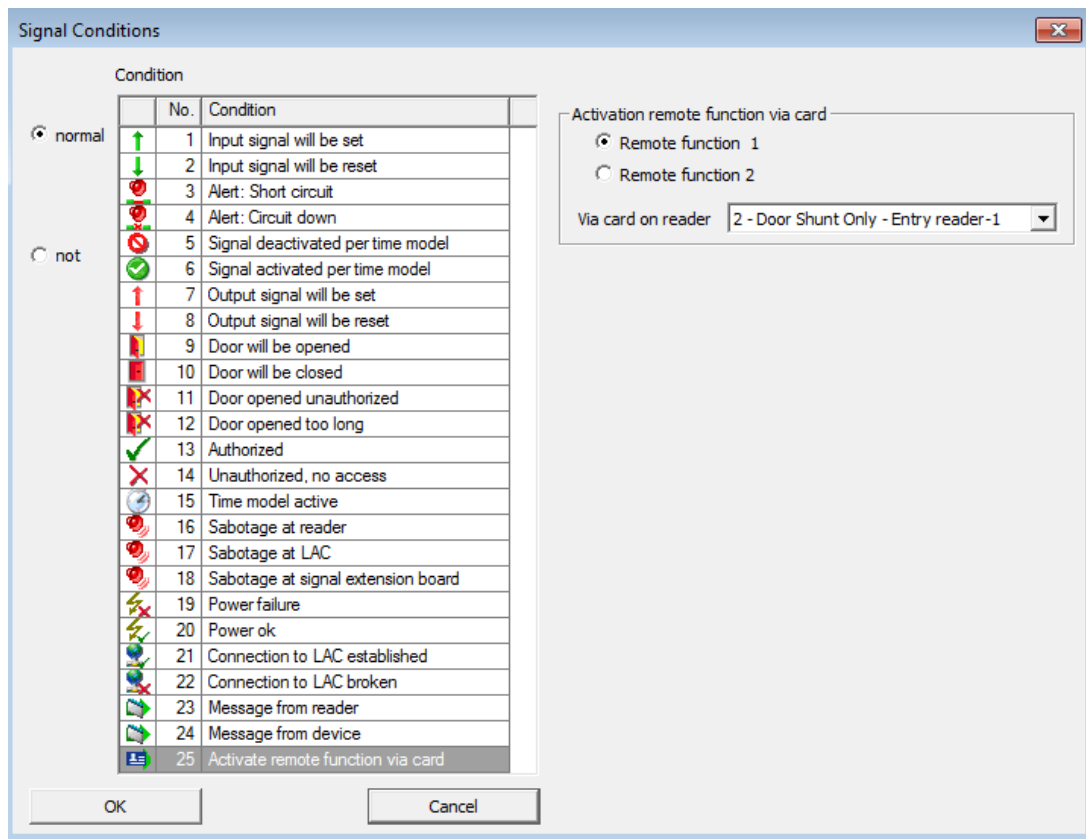 Signal Conditions
Condition
No. Condition
normal
not
1 Input signal will be set
2 Input signal will be reset
3 Alert: Short circuit
4 Alert: Circuit down
5 Signal deactivated per time model
6 Signal activated per time model
7 Output signal will be set
8 Output signal will be reset
9 Door will be opened
10 Door will be closed
11 Door opened unauthorized
12 Door opened too long
13 Authorized
14 Unauthorized, no access
15 Time model active
16 Sabotage at reader
17 Sabotage at LAC
18 Sabotage at signal extension board
19 Power failure
20 Power ok
21 Connection to LAC established
22 Connection to LAC broken
23 Message from reader
24 Message from device
25 Activate remote function via card
Activation remote function via card
Remote function 1
Remote function 2
Via card on reader 2 - Door Shunt Only - Entry reader-1
OK Cancel